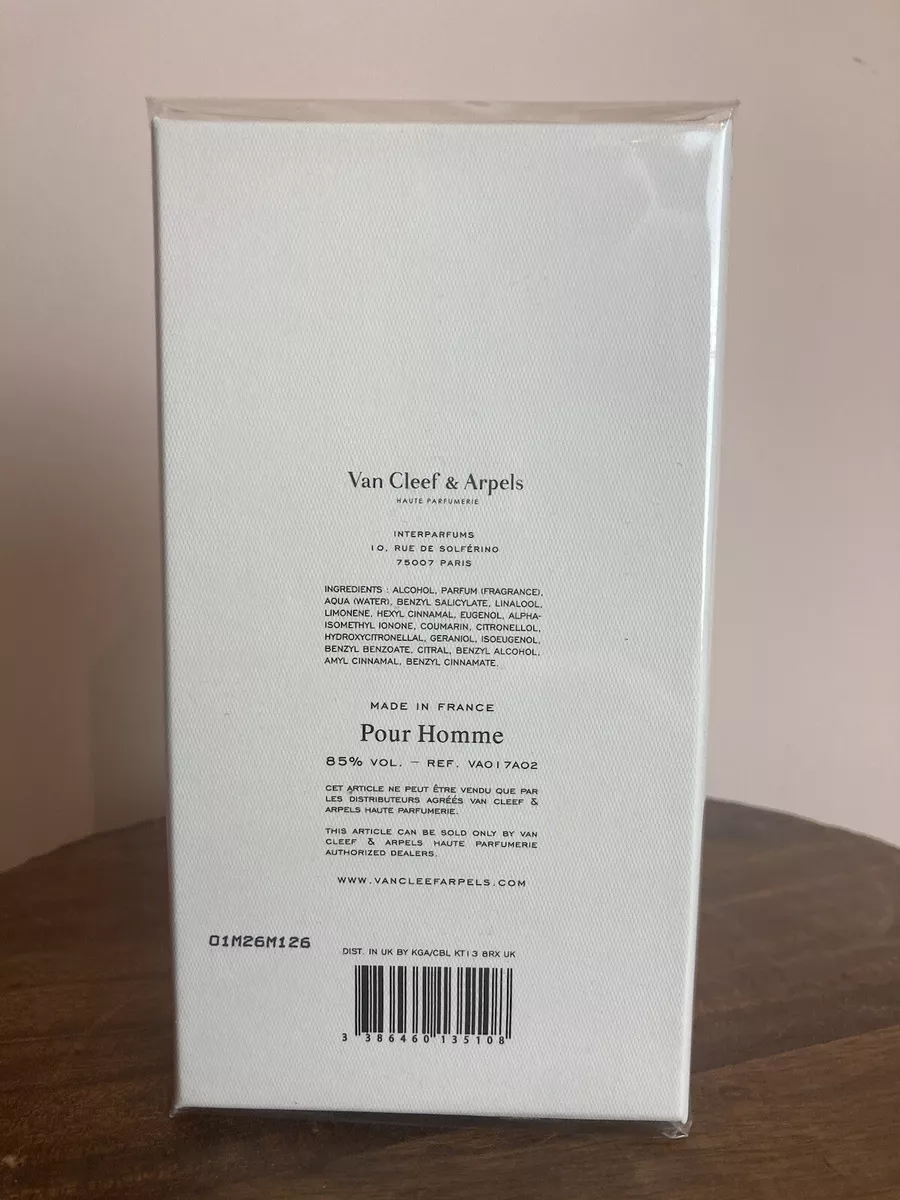 Van Cleef & Arpels
HAUTE PARFUMERIE
INTERPARFUMS
10, RUE DE SOLFÉRINO
75007 PARIS
INGREDIENTS : ALCOHOL, PARFUM (FRAGRANCE),
AQUA (WATER), BENZYL SALICYLATE, LINALOOL,
LIMONENE, HEXYL CINNAMAL, EUGENOL, ALPHA-
ISOMETHYL IONONE, COUMARIN, CITRONELLOL,
HYDROXYCITRONELLAL, GERANIOL, ISOEUGENOL,
BENZYL BENZOATE, CITRAL, BENZYL ALCOHOL,
AMYL CINNAMAL, BENZYL CINNAMATE.
MADE IN FRANCE
Pour Homme
85% VOL. – REF. VA017A02
CET ARTICLE NE PEUT ÊTRE VENDU QUE PAR
LES DISTRIBUTEURS AGRÉÉS VAN CLEEF &
ARPELS HAUTE PARFUMERIE.
THIS ARTICLE CAN BE SOLD ONLY BY VAN
CLEEF & ARPELS HAUTE PARFUMERIE
AUTHORIZED DEALERS.
WWW.VANCLEEFARPELS.COM
01M26M126
DIST. IN UK BY KGA/CBL KT13 8RX UK
3 386460 135108